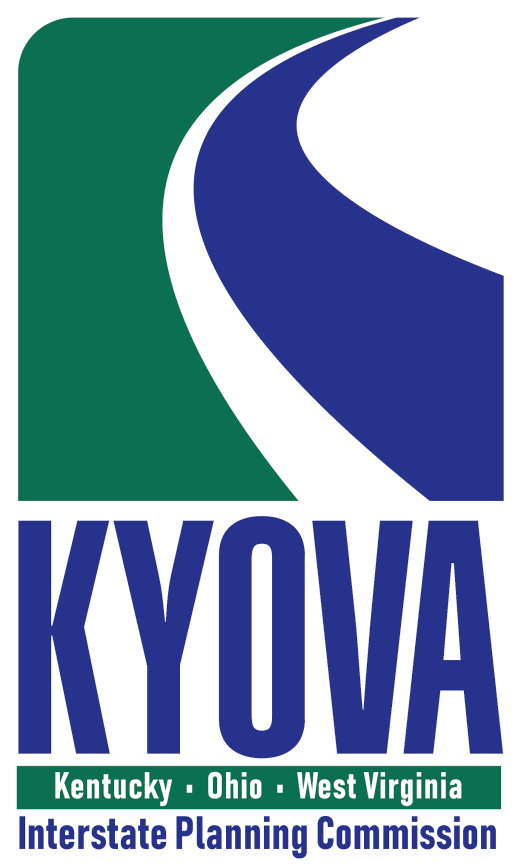 KYOVA
Kentucky · Ohio · West Virginia
Interstate Planning Commission